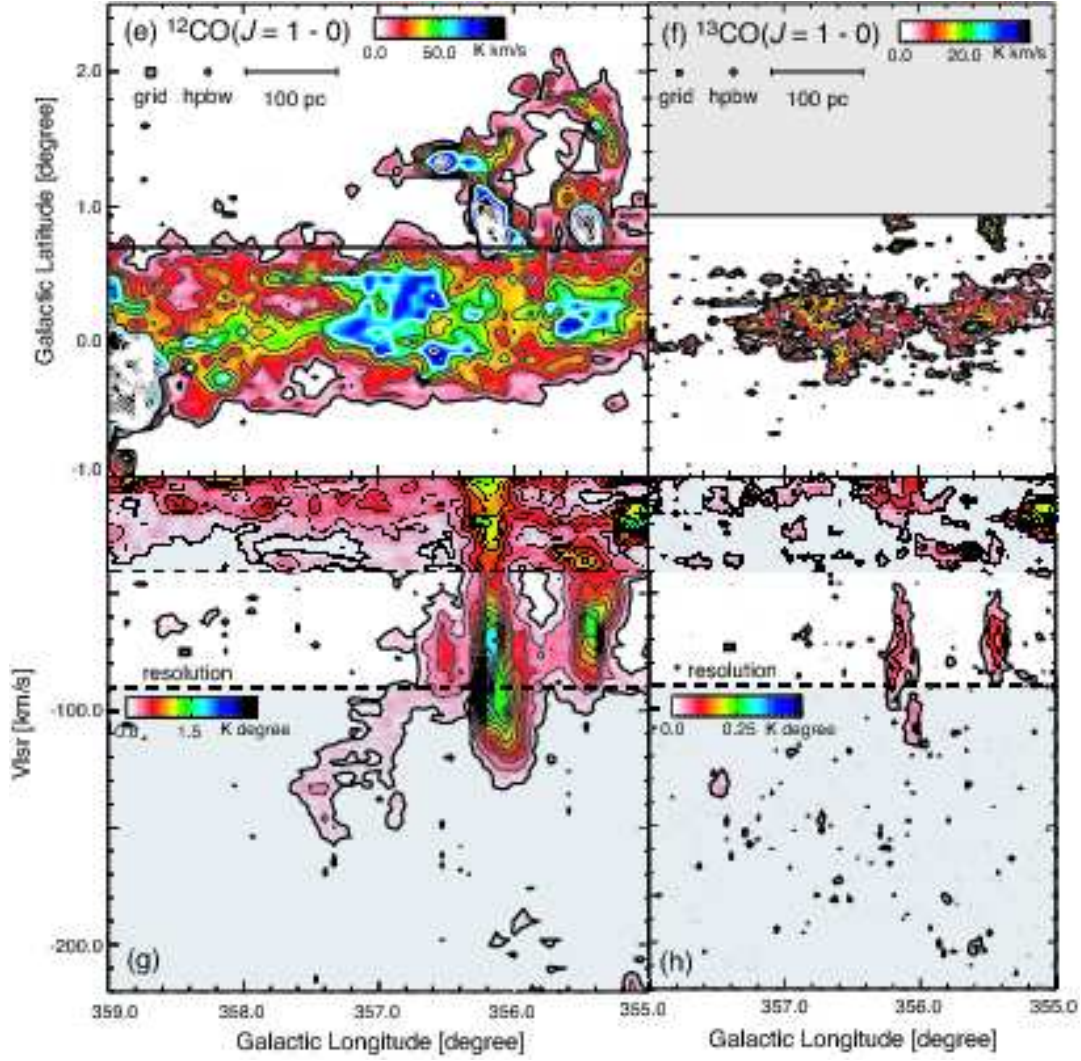 (e) ¹²CO(J = 1 - 0)
0.0 50.0 K km/s
grid hpbw 100 pc
(f) ¹³CO(J = 1 - 0)
0.0 20.0 K km/s
grid hpbw 100 pc
2.0
1.0
0.0
-1.0
Galactic Latitude [degree]
resolution
0.0 1.5 K degree
resolution
0.0 0.25 K degree
-100.0
-200.0
Vlsr [km/s]
(g)
(h)
359.0 358.0 357.0 356.0 355.0 357.0 356.0 355.0
Galactic Longitude [degree] Galactic Longitude [degree]